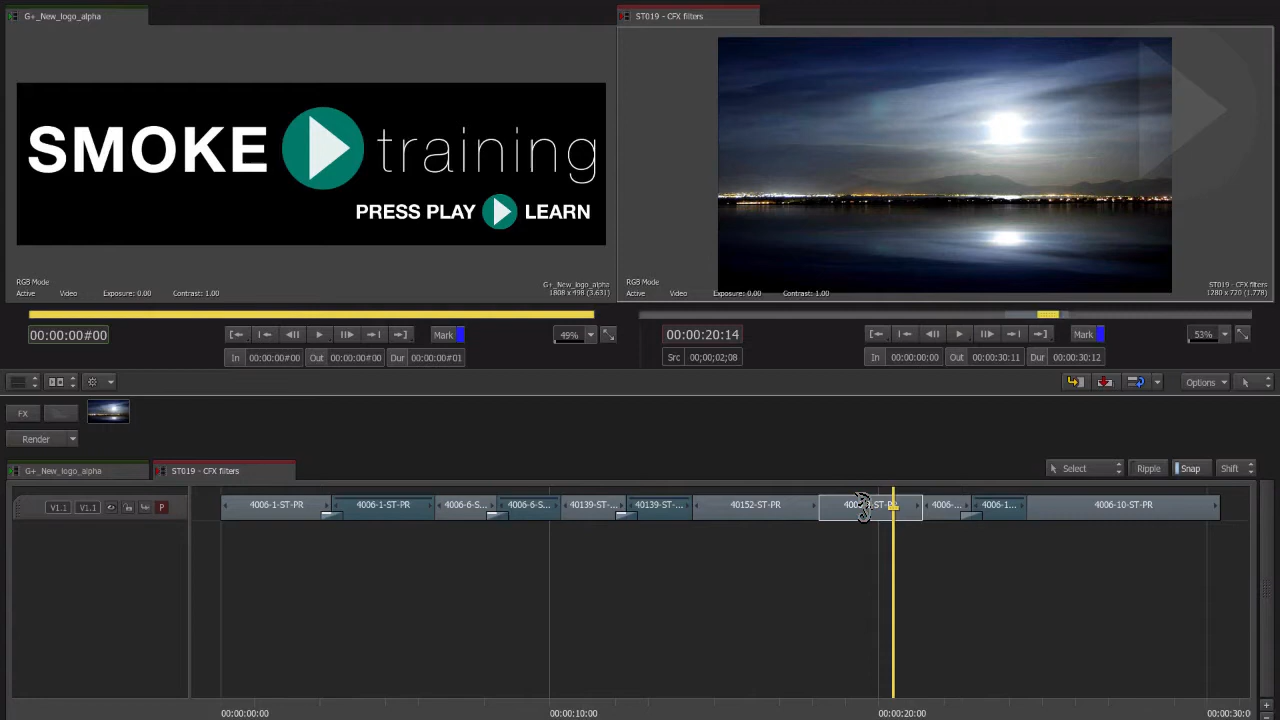 G+_New_logo_alpha
ST019 - CFX filters
SMOKE training
PRESS PLAY LEARN
RGB Mode
Active Video Exposure: 0.00 Contrast: 1.00
G+_New_logo_alpha
1808 x 498 (3.631)
RGB Mode
Active Video Exposure: 0.00 Contrast: 1.00
ST019 - CFX filters
1280 x 720 (1.778)
00:00:00#00
Mark
49%
00:00:20:14
Mark
53%
In 00:00:00#00 Out 00:00:00#00 Dur 00:00:00#01
Src 00;00;02;08
In 00:00:00:00 Out 00:00:30:11 Dur 00:00:30:12
Options
FX
Render
G+_New_logo_alpha
ST019 - CFX filters
Select
Ripple
Snap
Shift
V1.1 V1.1 P
4006-1-ST-PR 4006-1-ST-PR 4006-6-S... 4006-6-S... 40139-ST-... 40139-ST-... 40152-ST-PR 4006-... 4006-1... 4006-10-ST-PR
00:00:00:00 00:00:10:00 00:00:20:00 00:00:30:0